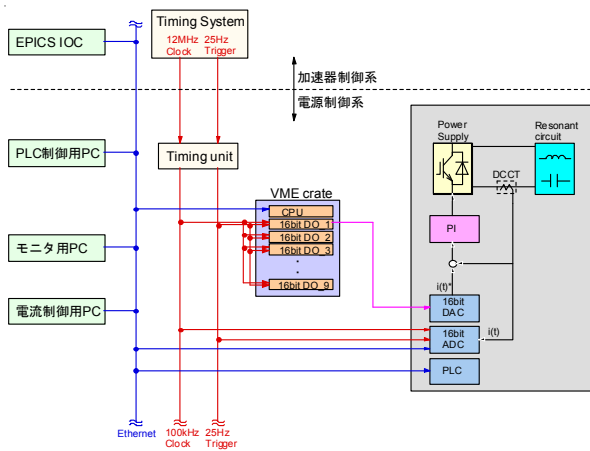 Timing System
12MHz 25Hz
Clock Trigger
EPICS IOC
加速器制御系
電源制御系
PLC制御用PC
Timing unit
Power
Supply
Resonant
circuit
DCCT
VME crate
CPU
16bit DO_1
16bit DO_2
16bit DO_3
・
・
16bit DO_9
PI
モニタ用PC
電流制御用PC
i(t)*
16bit
DAC
16bit
ADC
i(t)
PLC
Ethernet
100kHz 25Hz
Clock Trigger